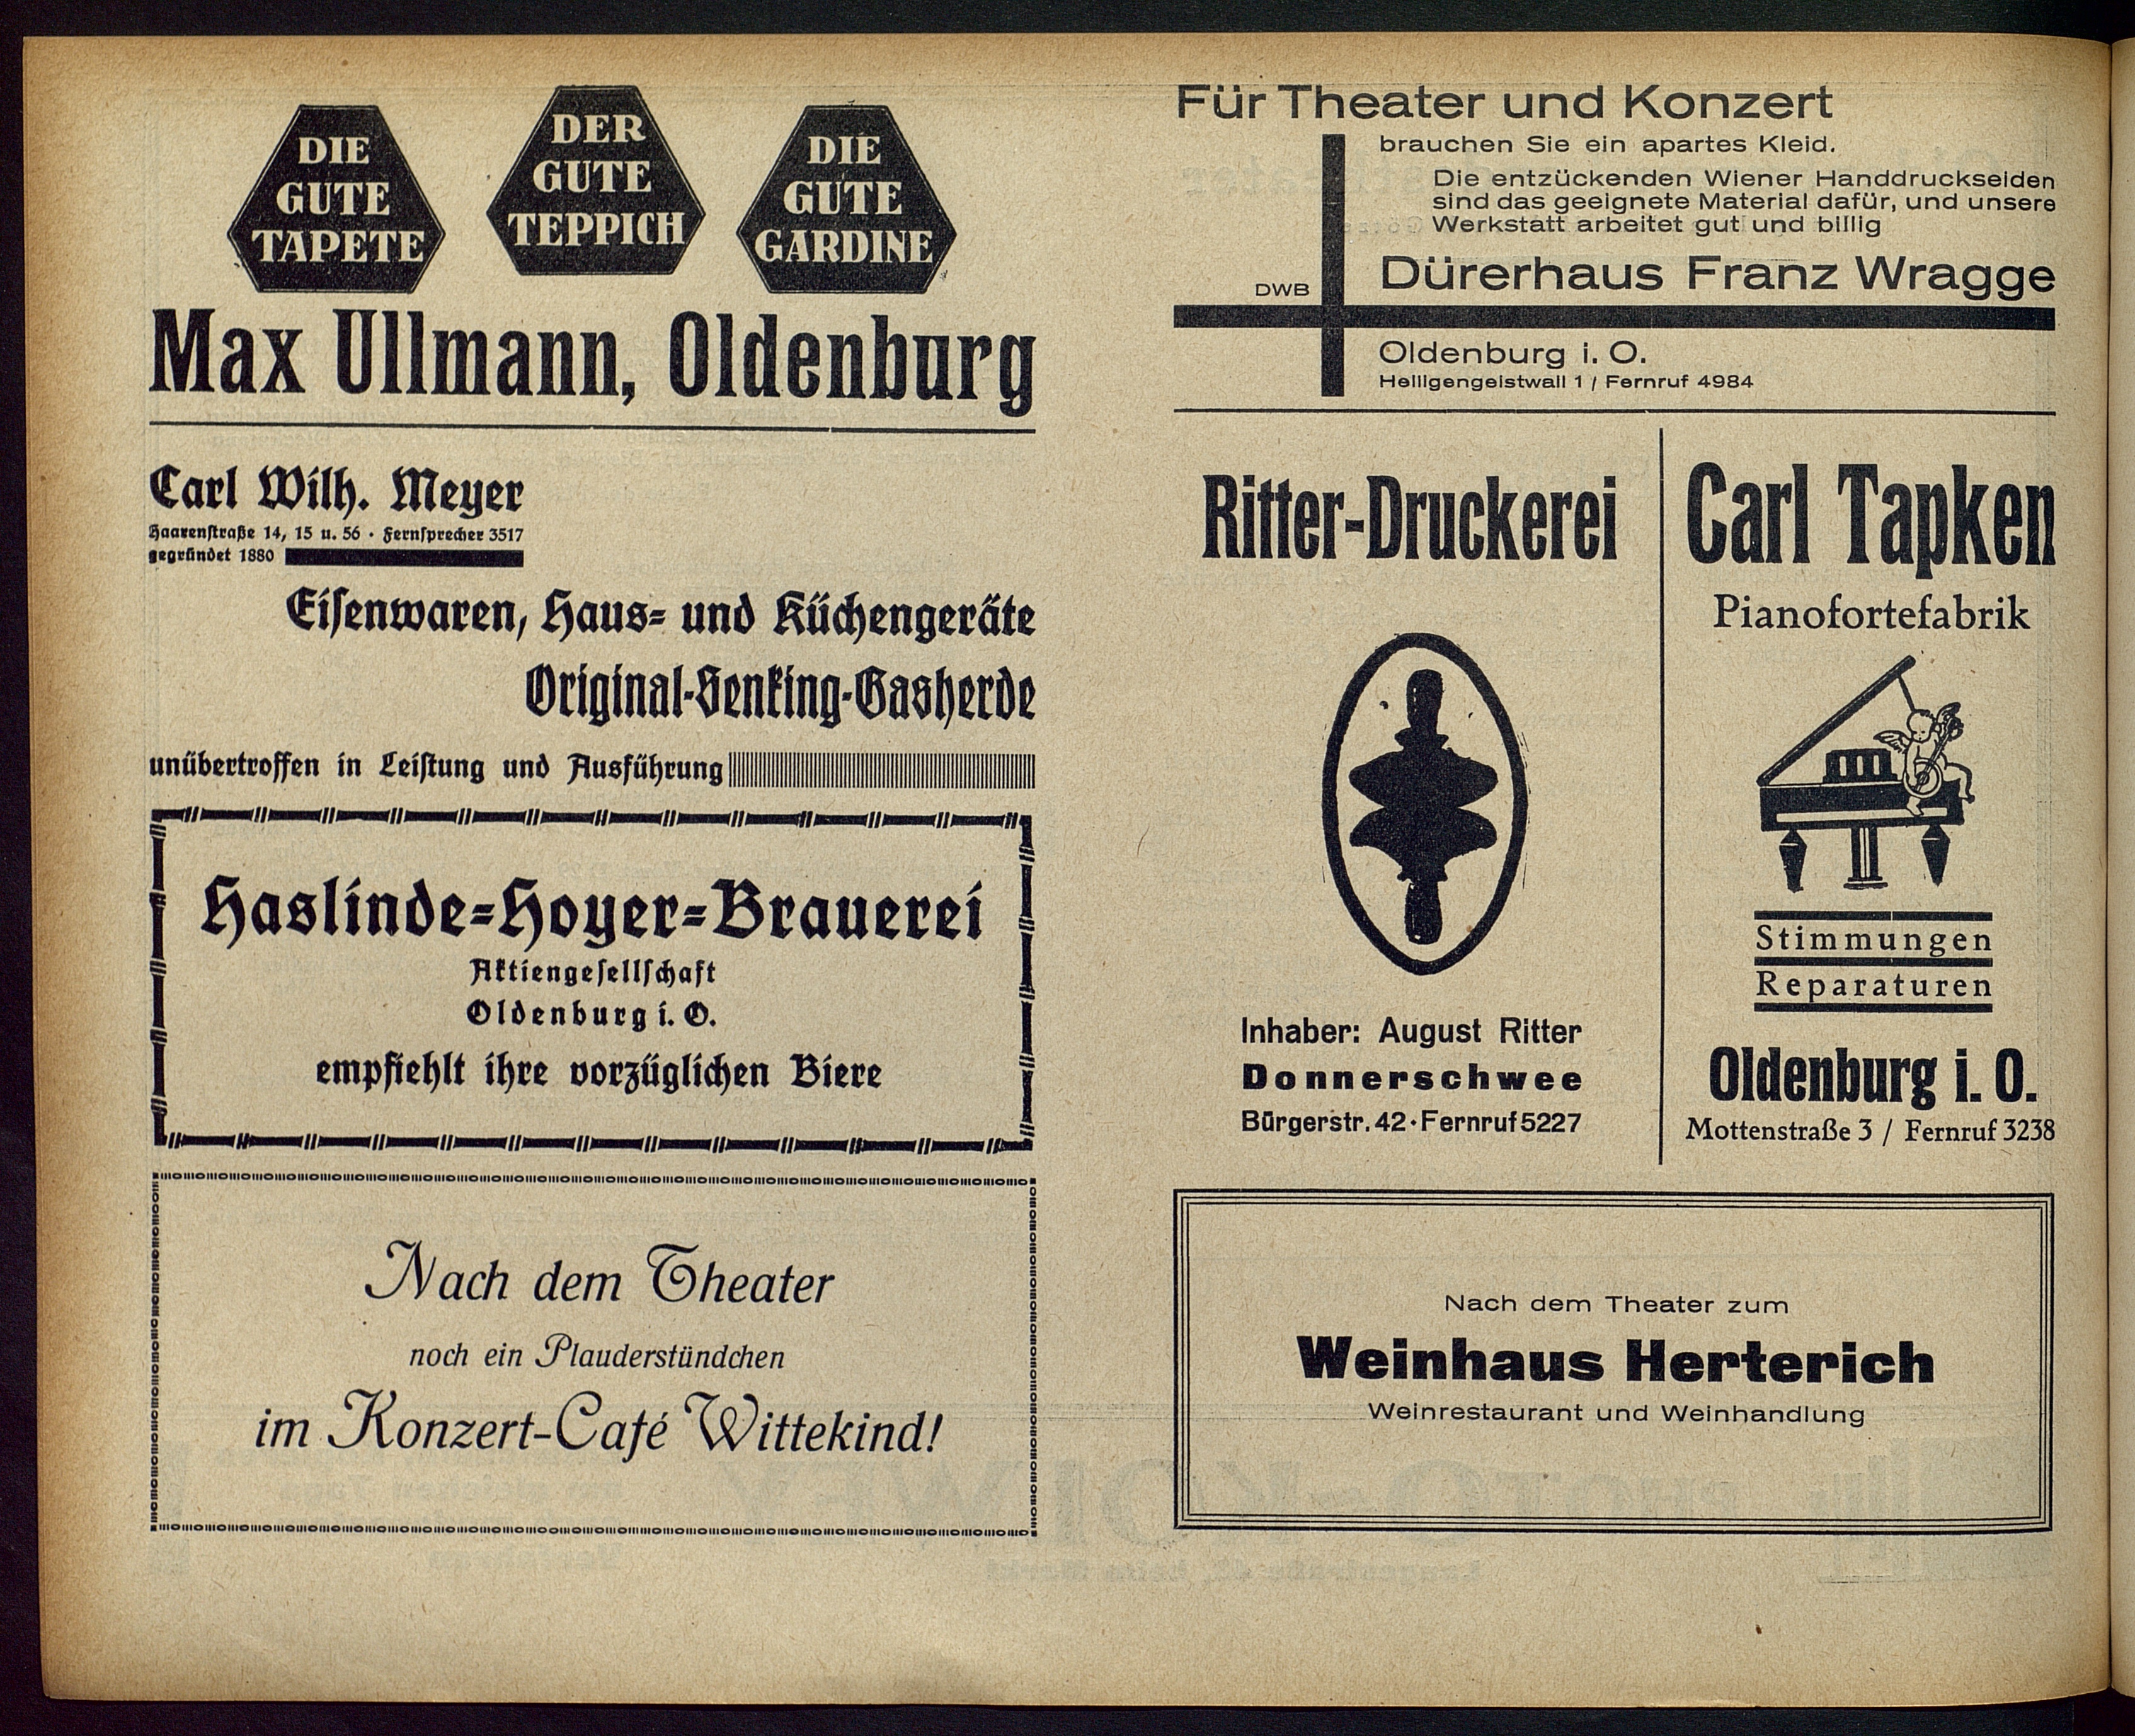 DIE
GUTE
TAPETE
DER
GUTE
TEPPICH
DIE
GUTE
GARDINE
Max Ullmann, Oldenburg
Carl Wilh. Meyer
Haarenstraße 14, 15 u. 56 · Fernsprecher 3517
gegründet 1880
Eisenwaren, Haus- und Küchengeräte
Original-Senking-Gasherde
unübertroffen in Leistung und Ausführung
Haslinde-Hoyer-Brauerei
Aktiengesellschaft
Oldenburg i. O.
empfiehlt ihre vorzüglichen Biere
Nach dem Theater
noch ein Plauderstündchen
im Konzert-Café Wittekind!
Für Theater und Konzert
brauchen Sie ein apartes Kleid.
Die entzückenden Wiener Handdruckseiden
sind das geeignete Material dafür, und unsere
Werkstatt arbeitet gut und billig
DWB
Dürerhaus Franz Wragge
Oldenburg i. O.
Heiligengeistwall 1 / Fernruf 4984
Ritter-Druckerei
Inhaber: August Ritter
Donnerschwee
Bürgerstr. 42 · Fernruf 5227
Carl Tapken
Pianofortefabrik
Stimmungen
Reparaturen
Oldenburg i. O.
Mottenstraße 3 / Fernruf 3238
Nach dem Theater zum
Weinhaus Herterich
Weinrestaurant und Weinhandlung